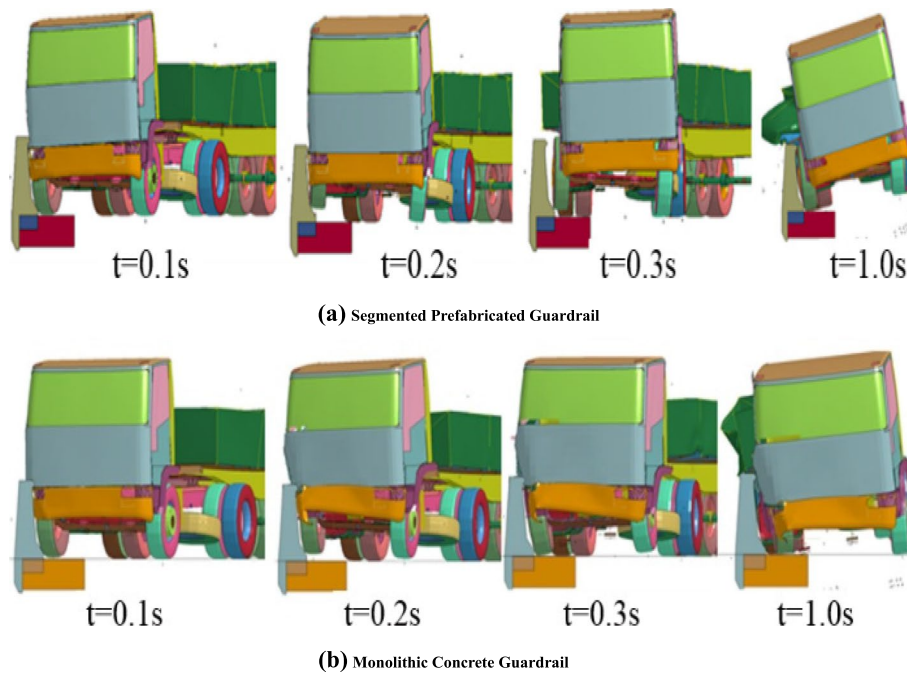 t=0.1s t=0.2s t=0.3s t=1.0s
(a) Segmented Prefabricated Guardrail
t=0.1s t=0.2s t=0.3s t=1.0s
(b) Monolithic Concrete Guardrail